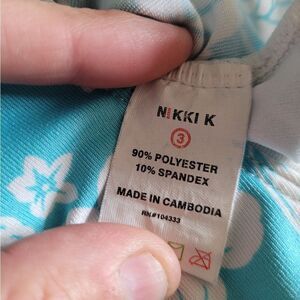 NIKKI K
3
90% POLYESTER
10% SPANDEX
MADE IN CAMBODIA
RN#104333